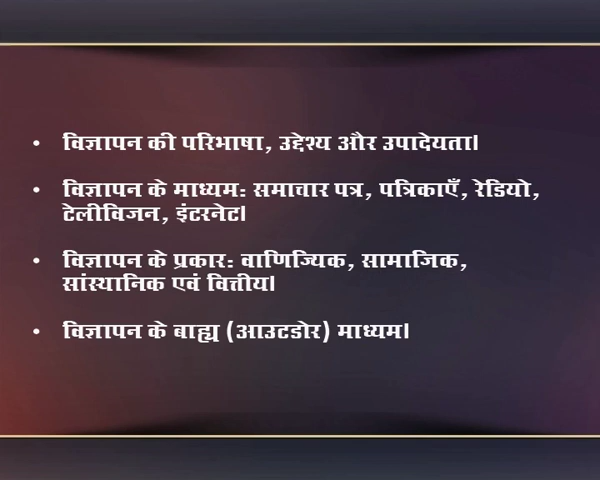 • विज्ञापन की परिभाषा, उद्देश्य और उपादेयता।
• विज्ञापन के माध्यम: समाचार पत्र, पत्रिकाएँ, रेडियो,
टेलीविजन, इंटरनेट।
• विज्ञापन के प्रकार: वाणिज्यिक, सामाजिक,
सांस्थानिक एवं वित्तीय।
• विज्ञापन के बाह्य (आउटडोर) माध्यम।